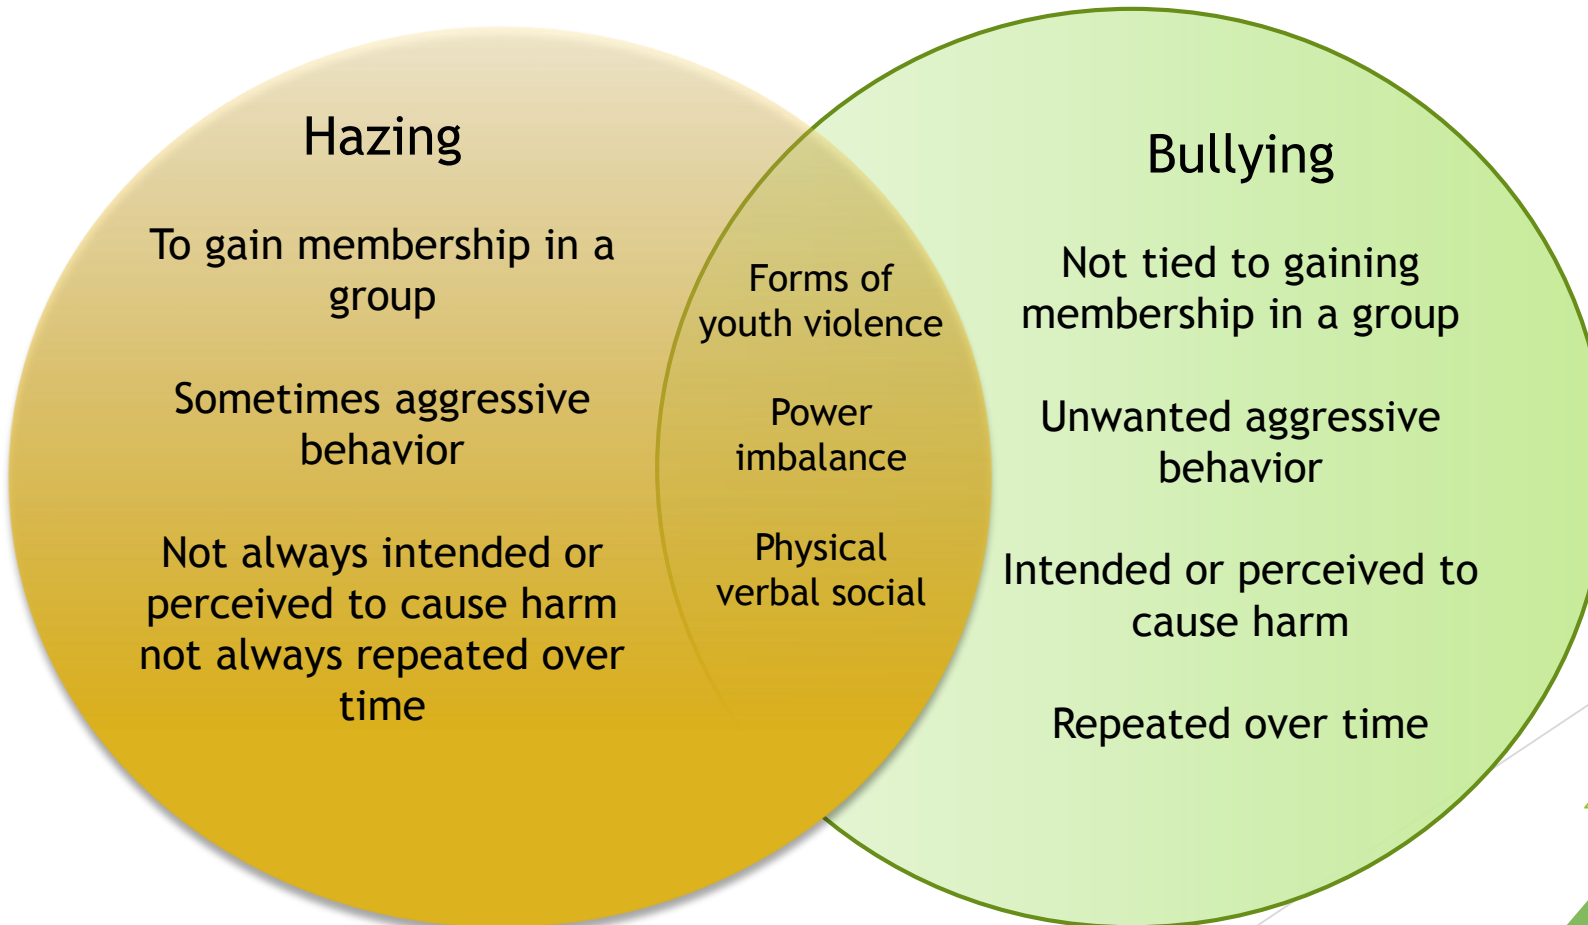 Hazing
To gain membership in a
group
Sometimes aggressive
behavior
Not always intended or
perceived to cause harm
not always repeated over
time
Forms of
youth violence
Power
imbalance
Physical
verbal social
Bullying
Not tied to gaining
membership in a group
Unwanted aggressive
behavior
Intended or perceived to
cause harm
Repeated over time